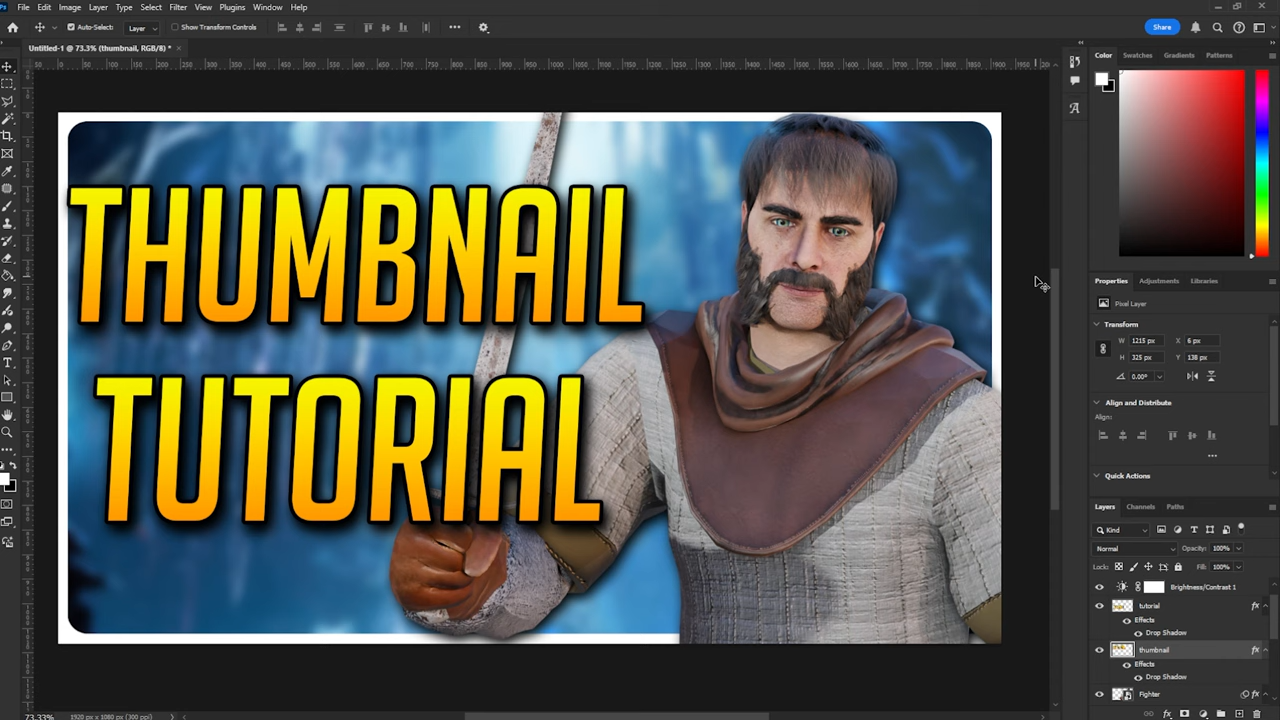 Ps File Edit Image Layer Type Select Filter View Plugins Window Help
Auto-Select: Layer Show Transform Controls Share
Untitled-1 @ 73.3% (thumbnail, RGB/8) *
Color Swatches Gradients Patterns
THUMBNAIL
TUTORIAL
Properties Adjustments Libraries
Pixel Layer
Transform
W 1215 px X 6 px
H 325 px Y 138 px
0.00°
Align and Distribute
Align:
Quick Actions
Layers Channels Paths
Kind
Normal Opacity: 100%
Lock: Fill: 100%
Brightness/Contrast 1
tutorial fx
Effects
Drop Shadow
thumbnail fx
Effects
Drop Shadow
Fighter
73.33% 1920 px x 1080 px (300 ppi)